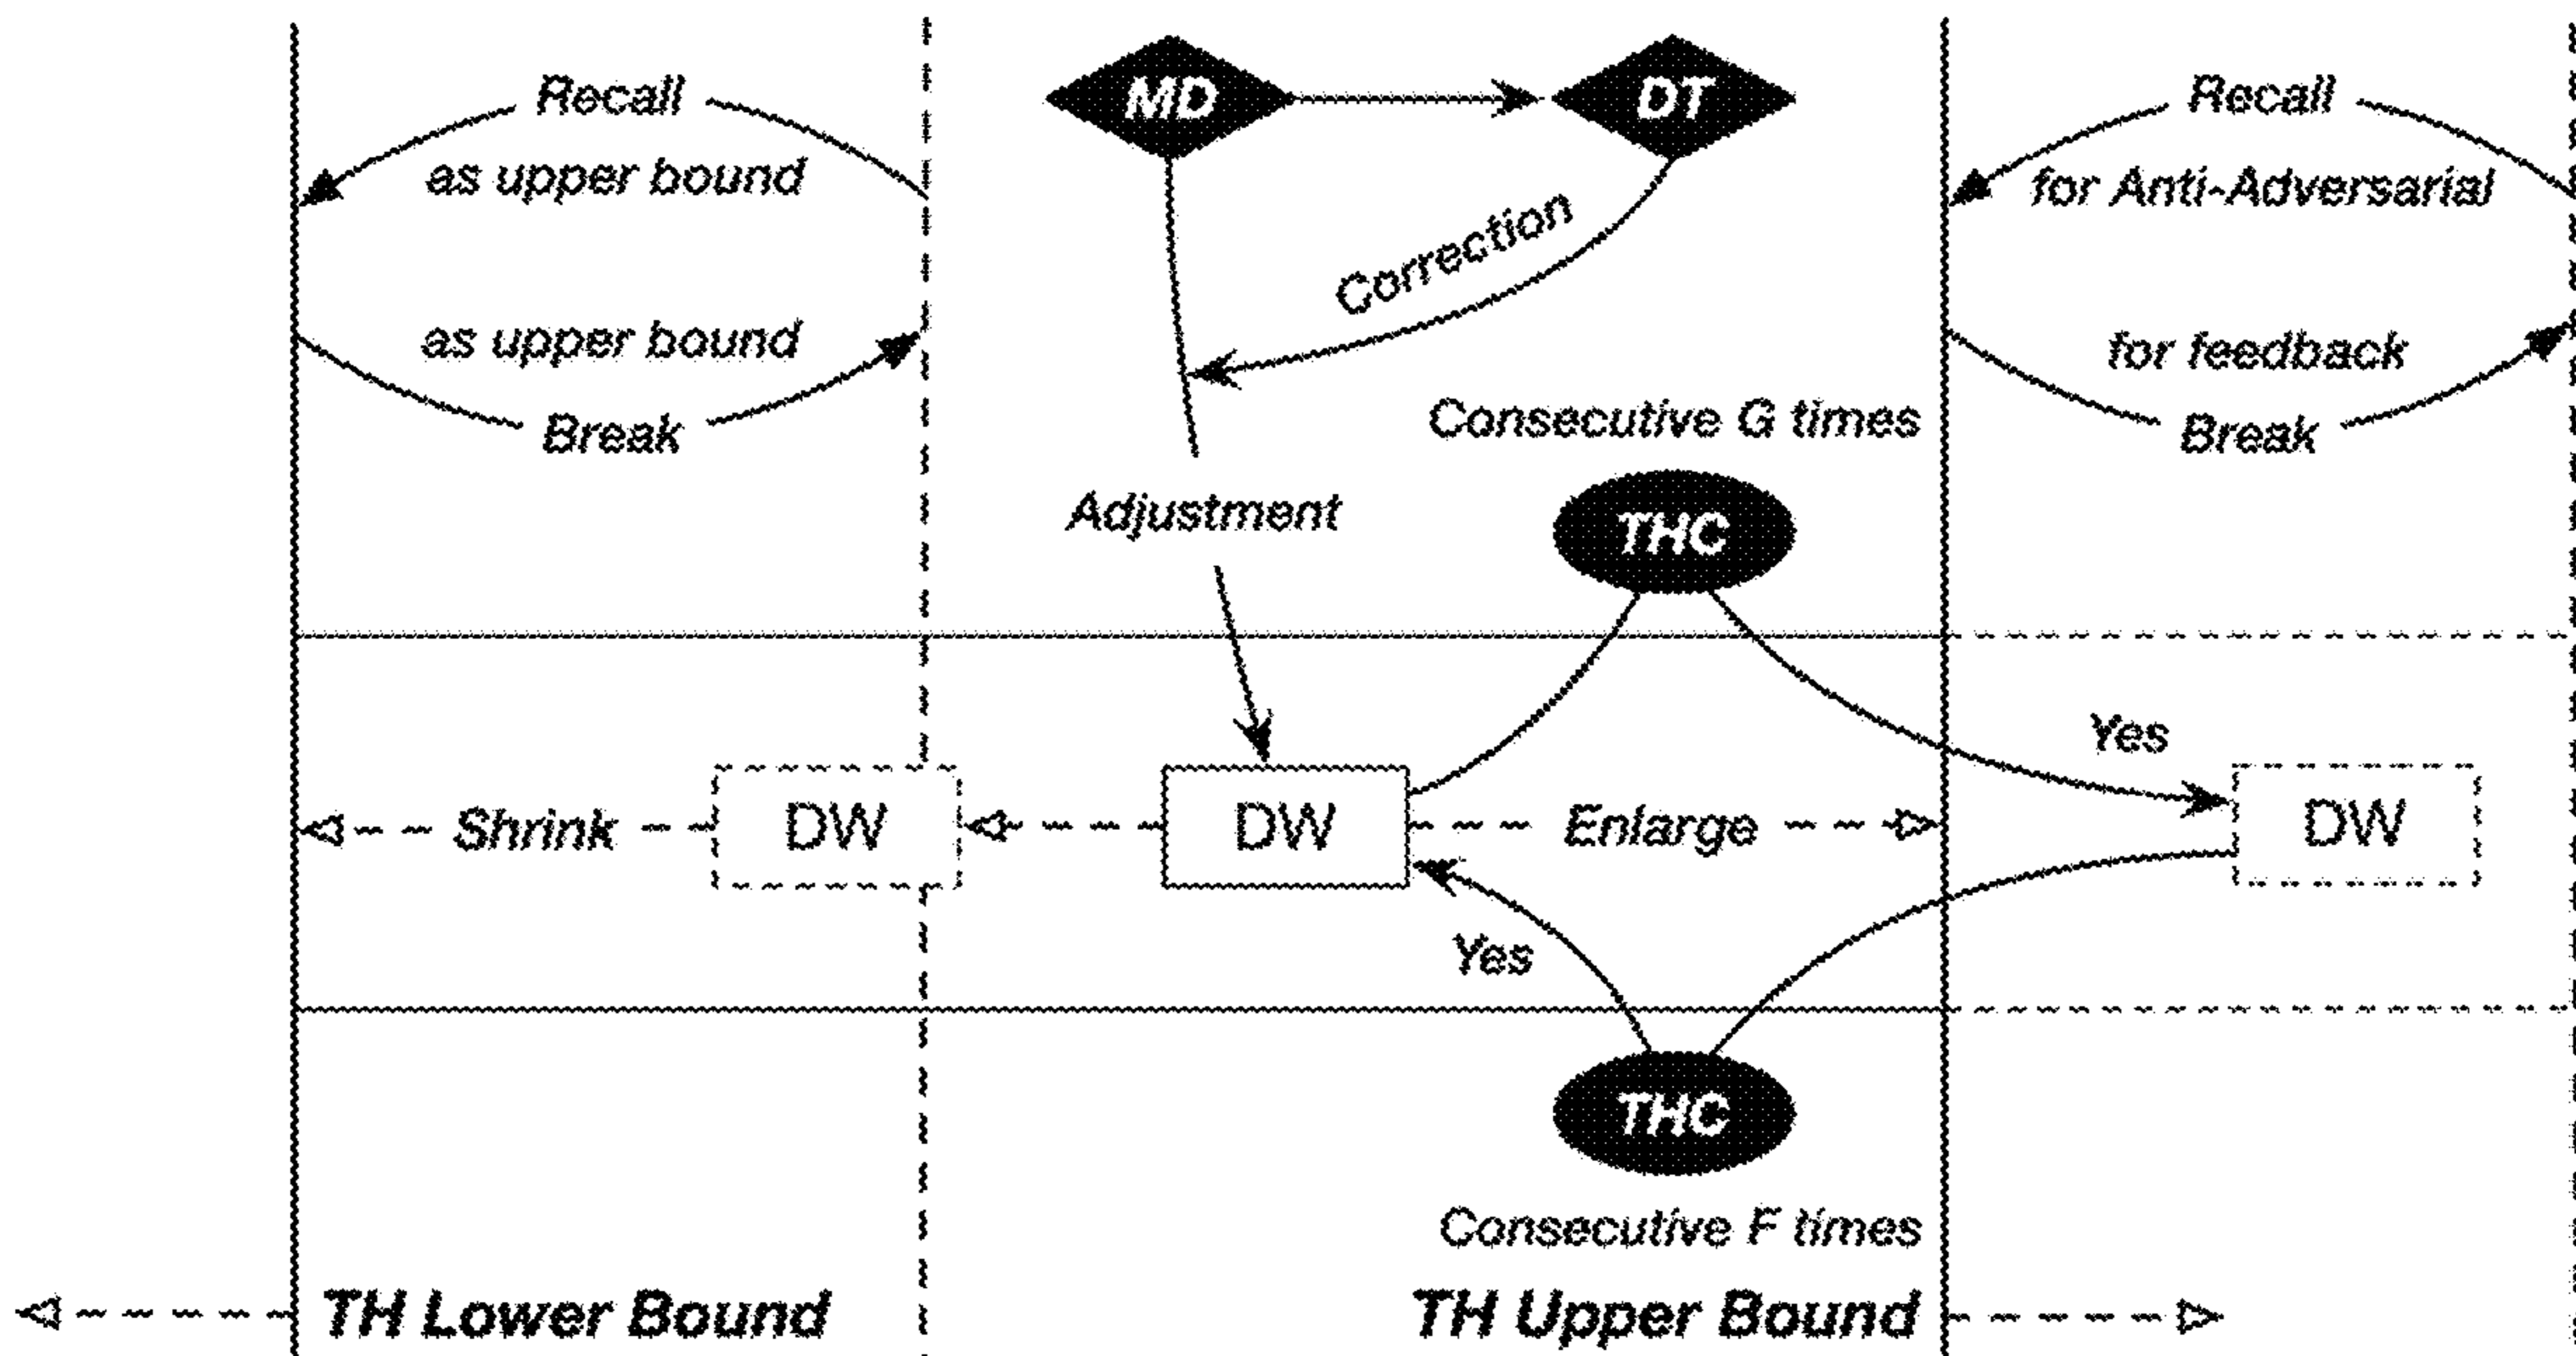 Recall
as upper bound
as upper bound
Break
MD
DT
Correction
Adjustment
Consecutive G times
THC
Recall
for Anti-Adversarial
for feedback
Break
Yes
Shrink
DW
DW
Enlarge
DW
Yes
THC
Consecutive F times
TH Lower Bound
TH Upper Bound